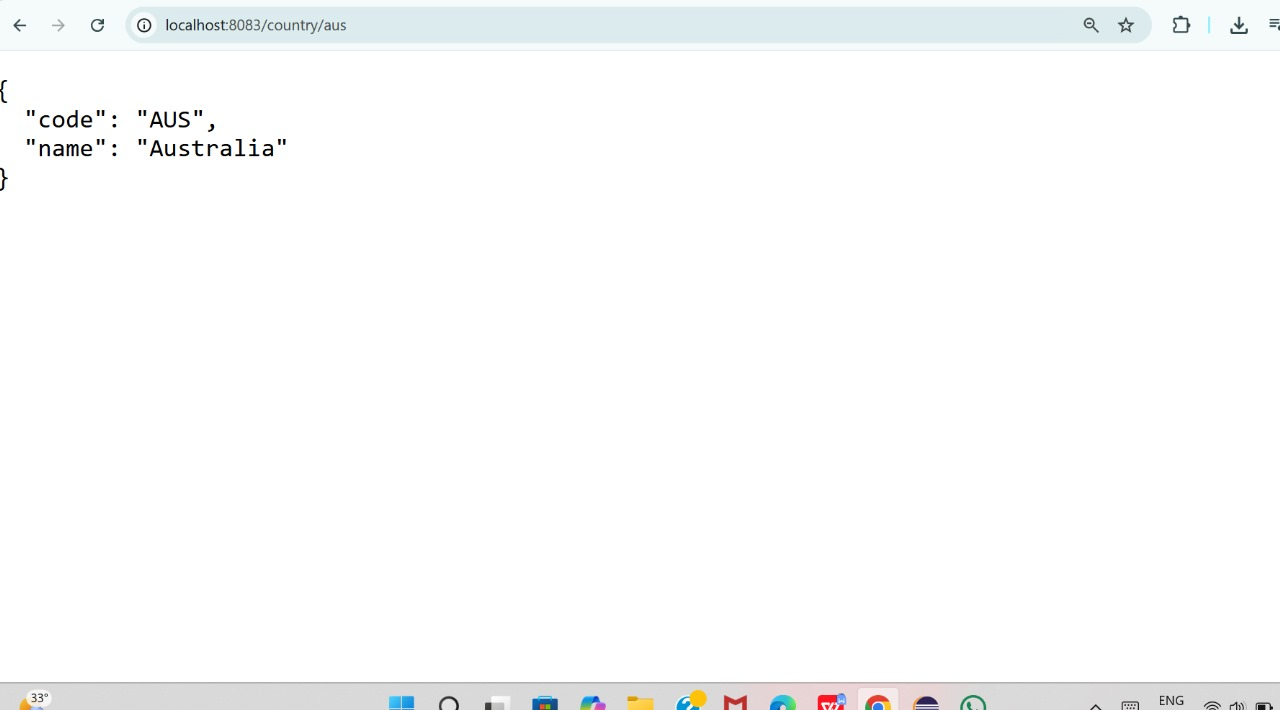 localhost:8083/country/aus
{
"code": "AUS",
"name": "Australia"
}
33°
ENG